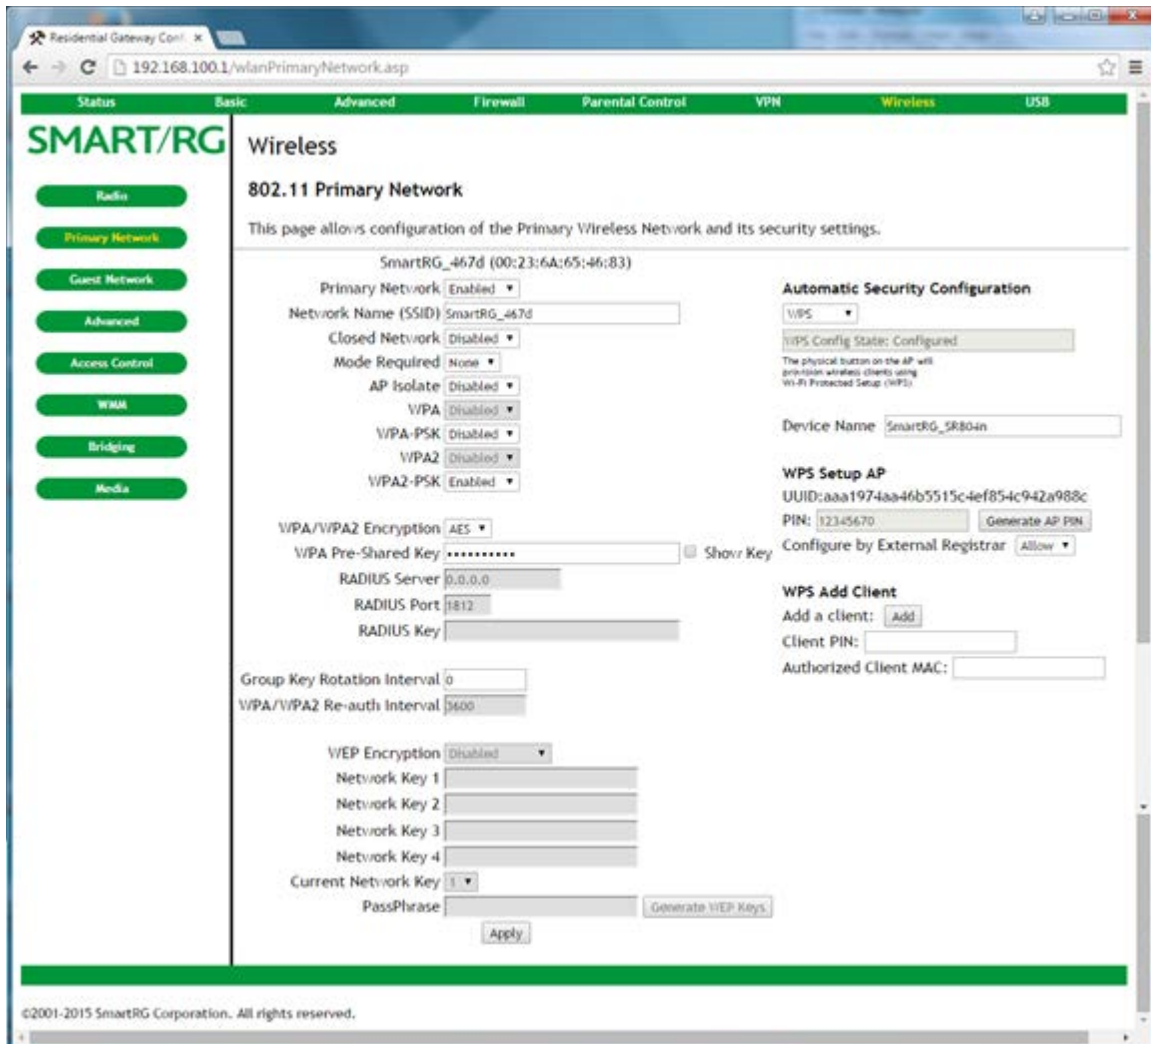 Residential Gateway Conf
192.168.100.1/wlanPrimaryNetwork.asp
Status Basic Advanced Firewall Parental Control VPN Wireless USB
SMART/RG
Radio
Primary Network
Guest Network
Advanced
Access Control
WMM
Bridging
Media
Wireless
802.11 Primary Network
This page allows configuration of the Primary Wireless Network and its security settings.
SmartRG_467d (00:23:6A:65:46:83)
Primary Network Enabled
Network Name (SSID) SmartRG_467d
Closed Network Disabled
Mode Required None
AP Isolate Disabled
WPA Disabled
WPA-PSK Disabled
WPA2 Disabled
WPA2-PSK Enabled
WPA/WPA2 Encryption AES
WPA Pre-Shared Key •••••••••• Show Key
RADIUS Server 0.0.0.0
RADIUS Port 1812
RADIUS Key
Group Key Rotation Interval 0
WPA/WPA2 Re-auth Interval 3600
WEP Encryption Disabled
Network Key 1
Network Key 2
Network Key 3
Network Key 4
Current Network Key 1
PassPhrase Generate WEP Keys
Apply
Automatic Security Configuration
WPS
WPS Config State: Configured
The physical button on the AP will
provision wireless clients using
Wi-Fi Protected Setup (WPS)
Device Name SmartRG_SR804n
WPS Setup AP
UUID:aaa1974aa46b5515c4ef854c942a988c
PIN: 12345670 Generate AP PIN
Configure by External Registrar Allow
WPS Add Client
Add a client: Add
Client PIN:
Authorized Client MAC:
©2001-2015 SmartRG Corporation. All rights reserved.